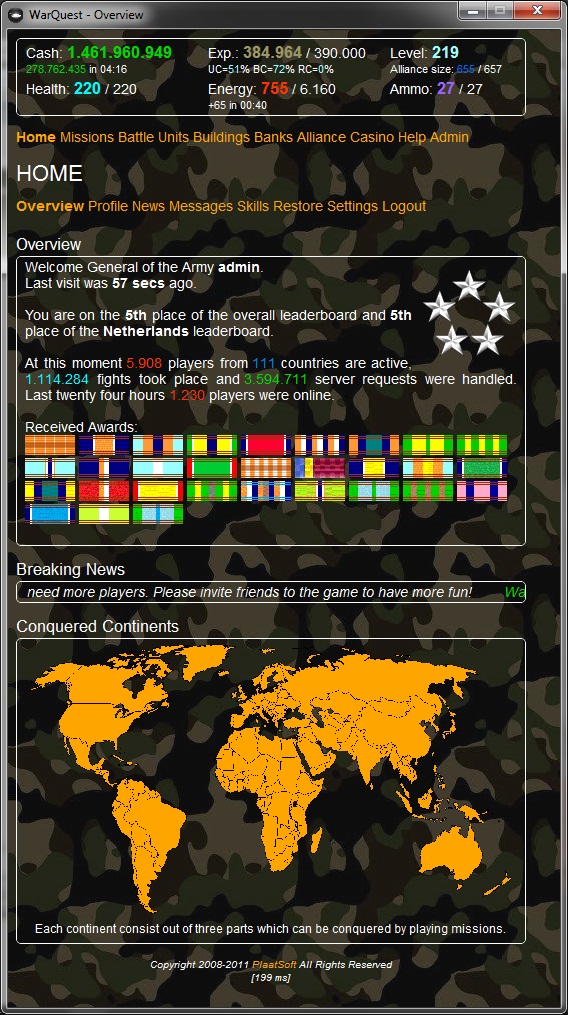 WarQuest - Overview
Cash: 1.461.960.949 Exp.: 384.964 / 390.000 Level: 219
278.762.435 in 04:16 UC=51% BC=72% RC=0% Alliance size: 655 / 657
Health: 220 / 220 Energy: 755 / 6.160 Ammo: 27 / 27
+65 in 00:40
Home Missions Battle Units Buildings Banks Alliance Casino Help Admin
HOME
Overview Profile News Messages Skills Restore Settings Logout
Overview
Welcome General of the Army admin.
Last visit was 57 secs ago.
You are on the 5th place of the overall leaderboard and 5th
place of the Netherlands leaderboard.
At this moment 5.908 players from 111 countries are active,
1.114.284 fights took place and 3.594.711 server requests were handled.
Last twenty four hours 1.230 players were online.
Received Awards:
Breaking News
need more players. Please invite friends to the game to have more fun! Wa
Conquered Continents
Each continent consist out of three parts which can be conquered by playing missions.
Copyright 2008-2011 PlaatSoft All Rights Reserved
[199 ms]